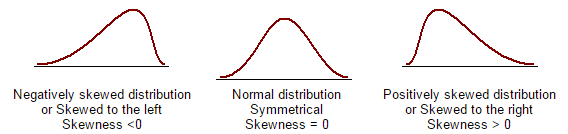 Negatively skewed distribution
or Skewed to the left
Skewness <0
Normal distribution
Symmetrical
Skewness = 0
Positively skewed distribution
or Skewed to the right
Skewness > 0